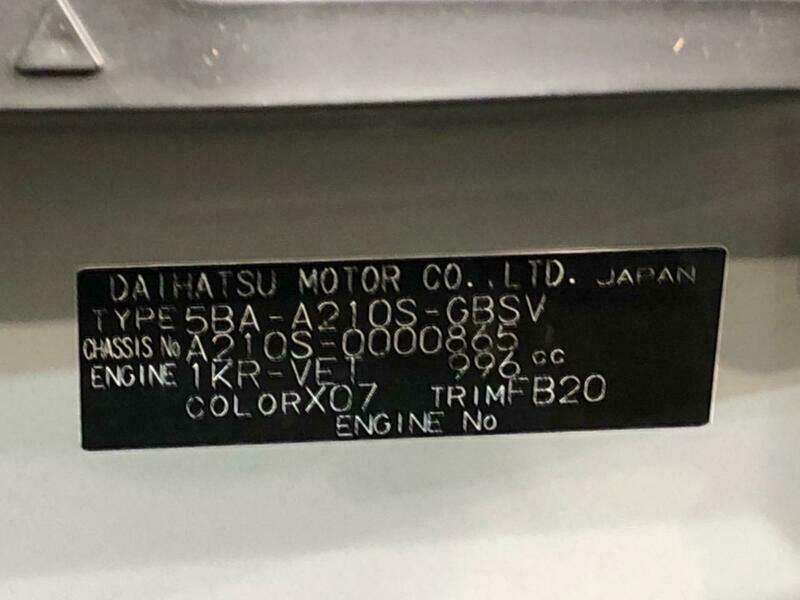 DAIHATSU MOTOR CO., LTD. JAPAN
TYPE 5BA-A210S-GBSV
CHASSIS No A210S-0000865
ENGINE 1KR-VET 996 cc
COLOR X07 TRIM FB20
ENGINE No